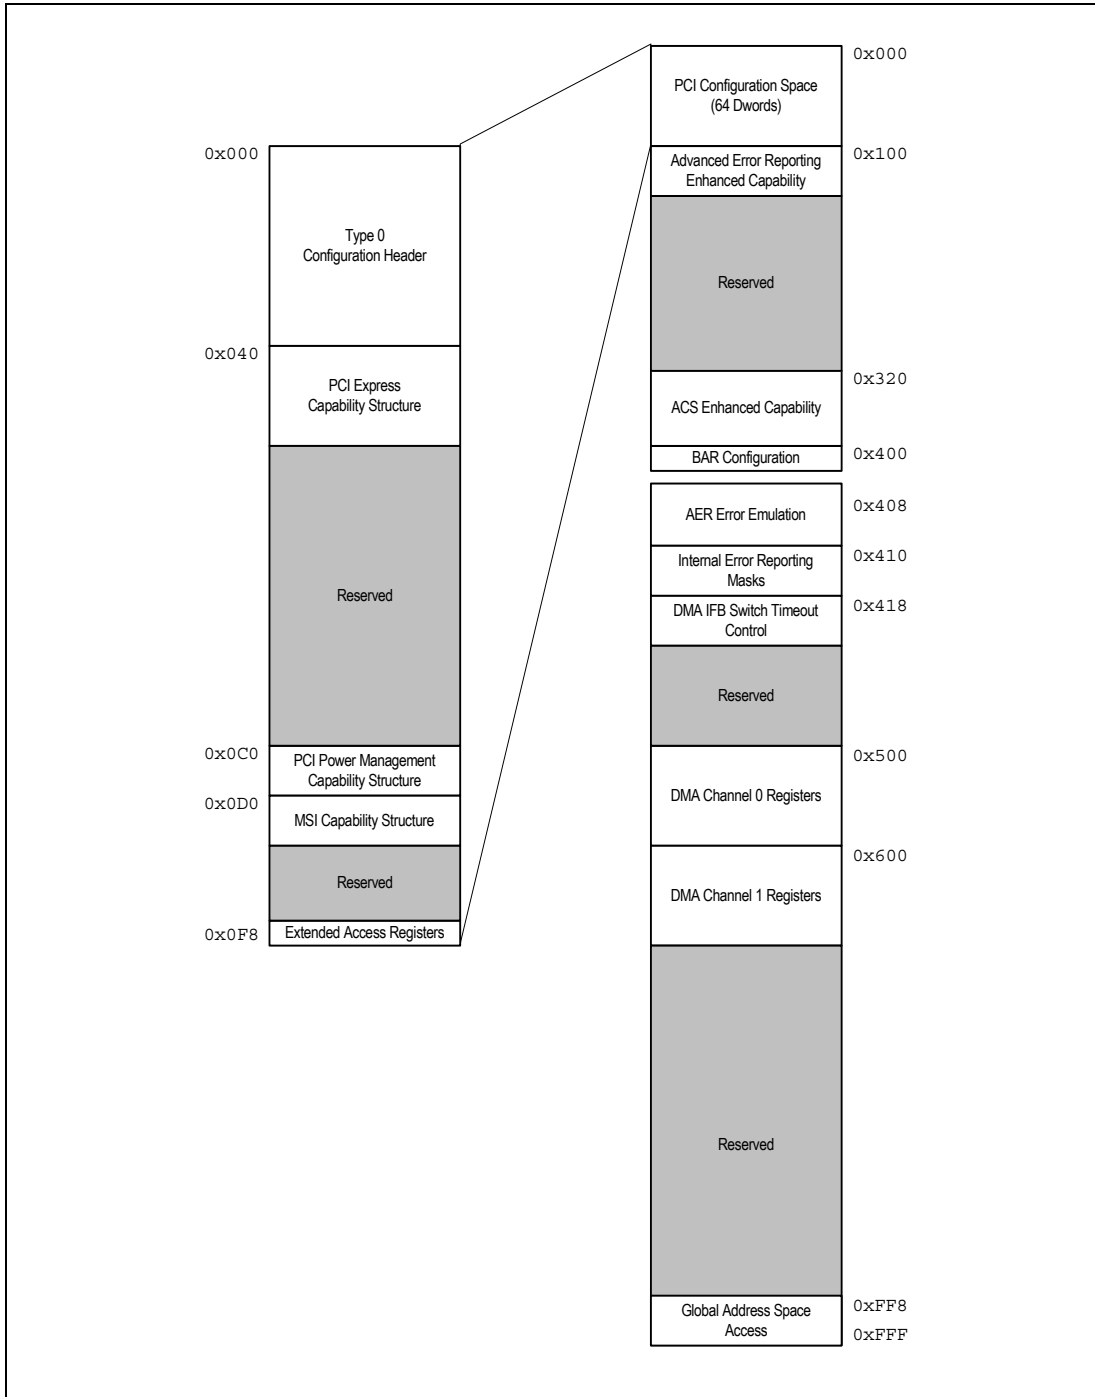 0x000
Type 0
Configuration Header
0x040
PCI Express
Capability Structure
Reserved
0x0C0
PCI Power Management
Capability Structure
0x0D0
MSI Capability Structure
Reserved
0x0F8
Extended Access Registers
PCI Configuration Space
(64 Dwords)
0x000
Advanced Error Reporting
Enhanced Capability
0x100
Reserved
ACS Enhanced Capability
0x320
BAR Configuration
0x400
AER Error Emulation
0x408
Internal Error Reporting
Masks
0x410
DMA IFB Switch Timeout
Control
0x418
Reserved
DMA Channel 0 Registers
0x500
DMA Channel 1 Registers
0x600
Reserved
Global Address Space
Access
0xFF8
0xFFF